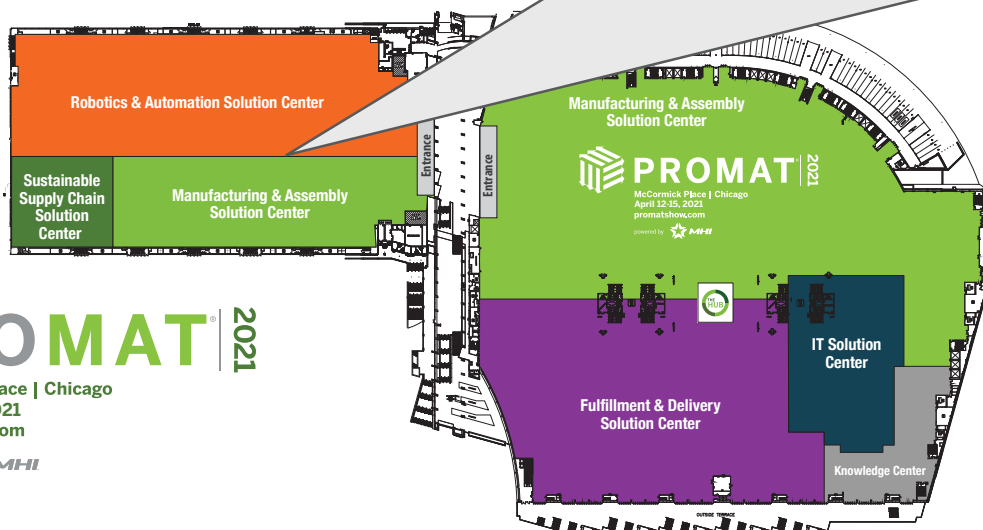 Robotics & Automation Solution Center
Sustainable
Supply Chain
Solution
Center
Manufacturing & Assembly
Solution Center
Entrance
Entrance
Manufacturing & Assembly
Solution Center
PROMAT 2021
McCormick Place | Chicago
April 12-15, 2021
promatshow.com
powered by MHI
THE
HUB
IT Solution
Center
Fulfillment & Delivery
Solution Center
Knowledge Center
OUTSIDE TERRACE
OMAT® 2021
ace | Chicago
021
om
MHI